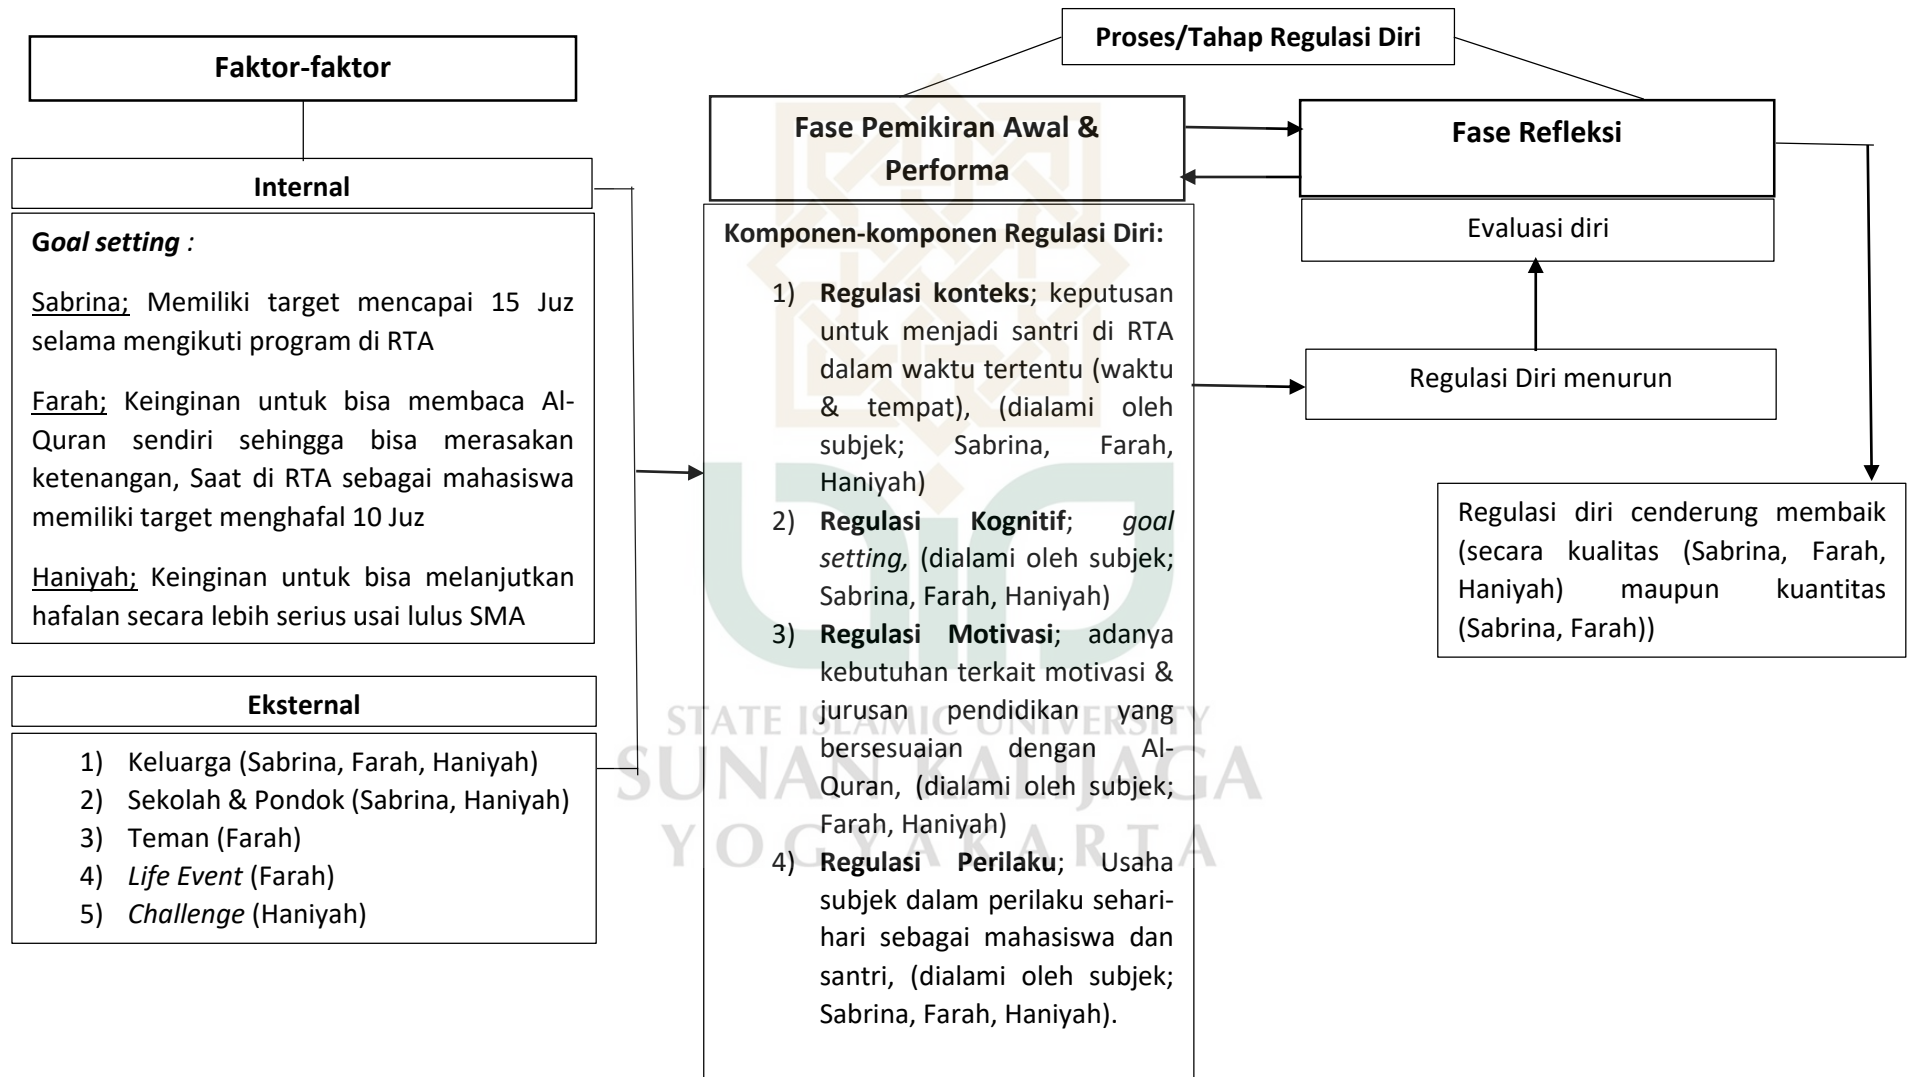 Faktor-faktor
Internal
Goal setting :
Sabrina; Memiliki target mencapai 15 Juz
selama mengikuti program di RTA
Farah; Keinginan untuk bisa membaca Al-
Quran sendiri sehingga bisa merasakan
ketenangan, Saat di RTA sebagai mahasiswa
memiliki target menghafal 10 Juz
Haniyah; Keinginan untuk bisa melanjutkan
hafalan secara lebih serius usai lulus SMA
Eksternal
1) Keluarga (Sabrina, Farah, Haniyah)
2) Sekolah & Pondok (Sabrina, Haniyah)
3) Teman (Farah)
4) Life Event (Farah)
5) Challenge (Haniyah)
Proses/Tahap Regulasi Diri
Fase Pemikiran Awal &
Performa
Komponen-komponen Regulasi Diri:
1) Regulasi konteks; keputusan
untuk menjadi santri di RTA
dalam waktu tertentu (waktu
& tempat), (dialami oleh
subjek; Sabrina, Farah,
Haniyah)
2) Regulasi Kognitif; goal
setting, (dialami oleh subjek;
Sabrina, Farah, Haniyah)
3) Regulasi Motivasi; adanya
kebutuhan terkait motivasi &
jurusan pendidikan yang
bersesuaian dengan Al-
Quran, (dialami oleh subjek;
Farah, Haniyah)
4) Regulasi Perilaku; Usaha
subjek dalam perilaku sehari-
hari sebagai mahasiswa dan
santri, (dialami oleh subjek;
Sabrina, Farah, Haniyah).
Fase Refleksi
Evaluasi diri
Regulasi Diri menurun
Regulasi diri cenderung membaik
(secara kualitas (Sabrina, Farah,
Haniyah) maupun kuantitas
(Sabrina, Farah))
STATE ISLAMIC UNIVERSITY
SUNAN KALIJAGA
YOGYAKARTA